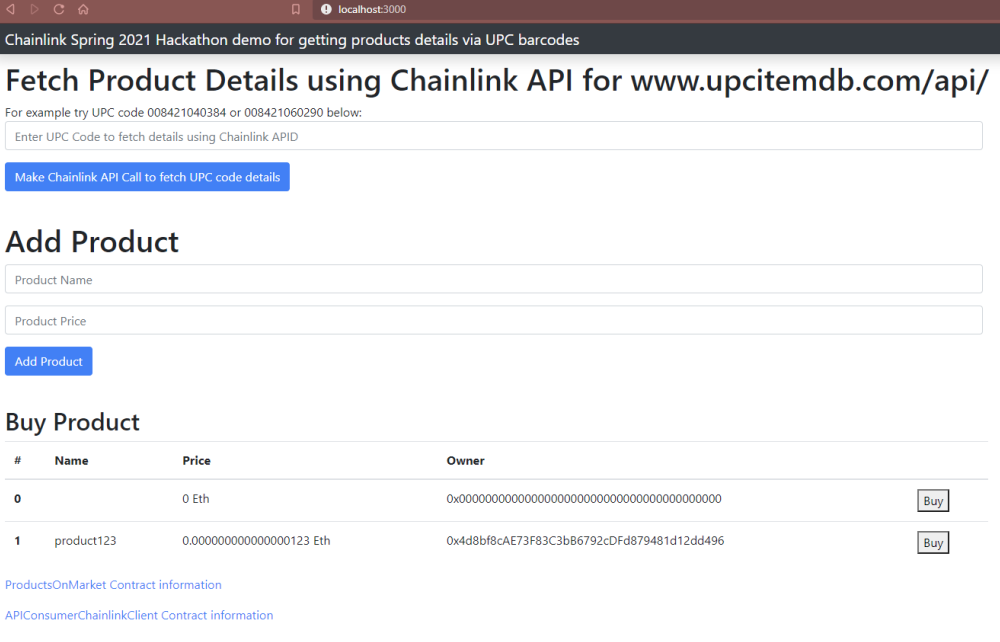 localhost:3000
Chainlink Spring 2021 Hackathon demo for getting products details via UPC barcodes
Fetch Product Details using Chainlink API for www.upcitemdb.com/api/
For example try UPC code 008421040384 or 008421060290 below:
Enter UPC Code to fetch details using Chainlink APID
Make Chainlink API Call to fetch UPC code details
Add Product
Product Name
Product Price
Add Product
Buy Product
# Name Price Owner
0 0 Eth 0x0000000000000000000000000000000000000000 Buy
1 product123 0.000000000000000123 Eth 0x4d8bf8cAE73F83C3bB6792cDFd879481d12dd496 Buy
ProductsOnMarket Contract information
APIConsumerChainlinkClient Contract information